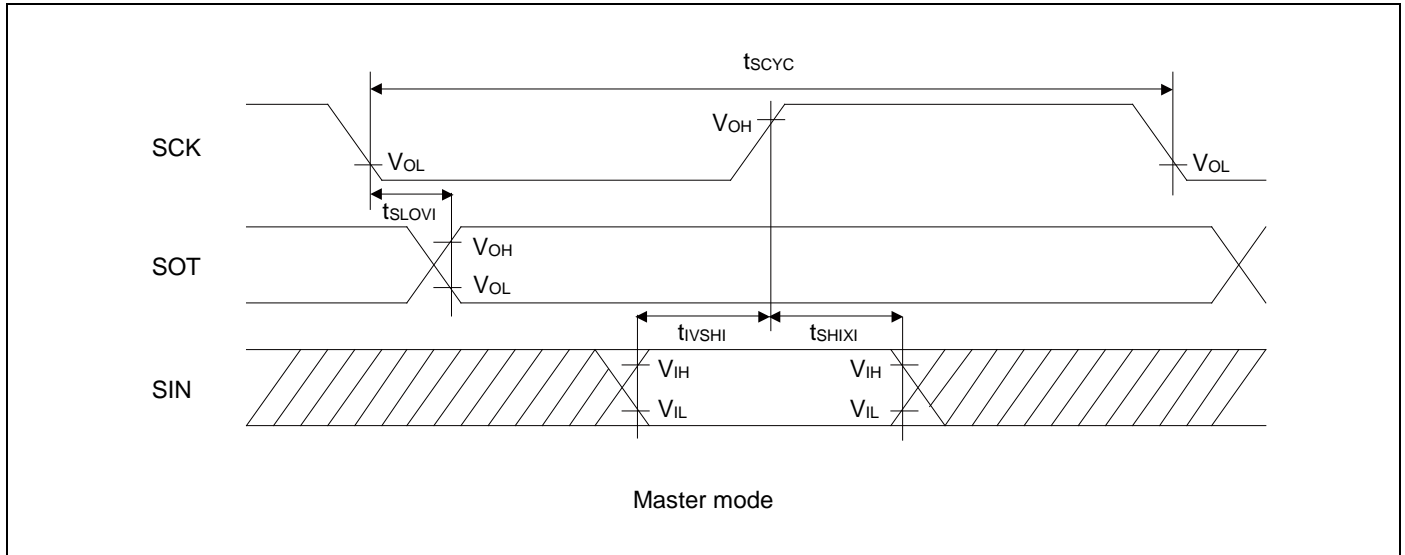 tSCYC
SCK
VOH
VOL
VOL
tSLOVI
SOT
VOH
VOL
tIVSHI
tSHIXI
SIN
VIH
VIH
VIL
VIL
Master mode